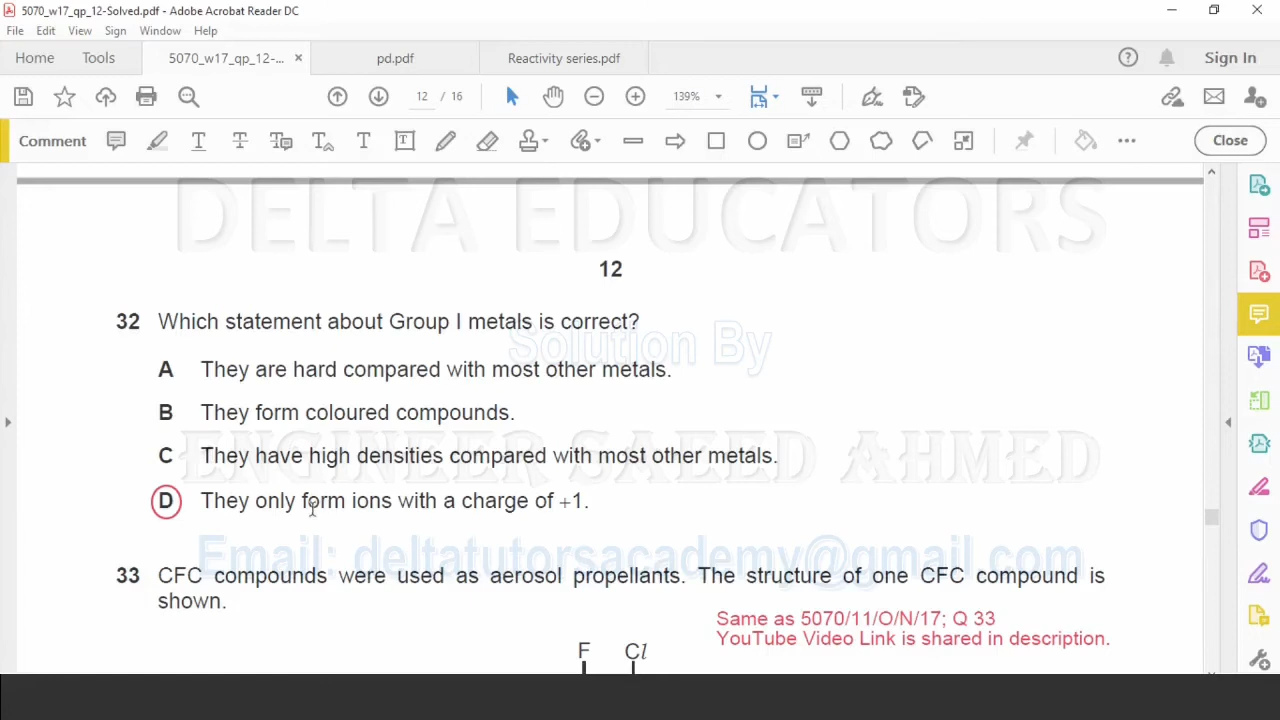 5070_w17_qp_12-Solved.pdf - Adobe Acrobat Reader DC
File Edit View Sign Window Help
Home Tools 5070_w17_qp_12-... × pd.pdf Reactivity series.pdf Sign In
12 / 16 139%
Comment Close
DELTA EDUCATORS
12
32 Which statement about Group I metals is correct?
Solution By
A They are hard compared with most other metals.
B They form coloured compounds.
ENGINEER SAEED AHMED
C They have high densities compared with most other metals.
D They only form ions with a charge of +1.
Email: deltatutorsacademy@gmail.com
33 CFC compounds were used as aerosol propellants. The structure of one CFC compound is
shown.
Same as 5070/11/O/N/17; Q 33
YouTube Video Link is shared in description.
F Cl